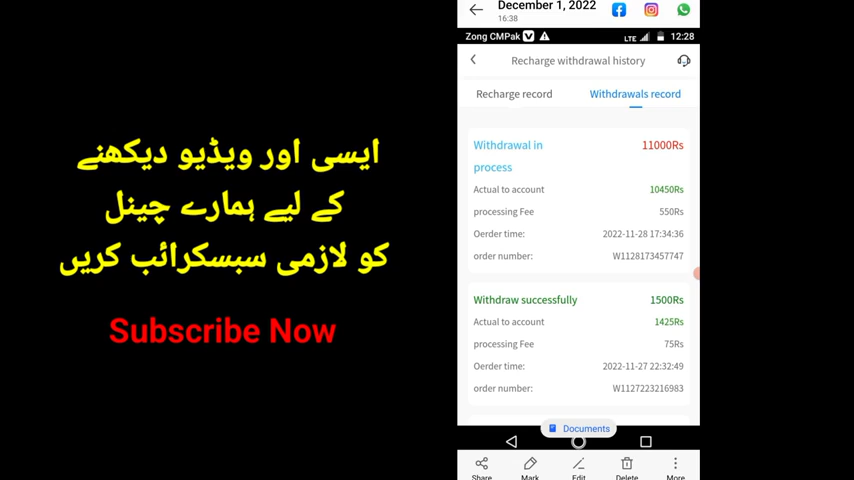 ایسی اور ویڈیو دیکھنے
کے لیے ہمارے چینل
کو لازمی سبسکرائب کریں
Subscribe Now
December 1, 2022
16:38
Zong CMPak LTE 12:28
Recharge withdrawal history
Recharge record Withdrawals record
Withdrawal in process 11000Rs
Actual to account 10450Rs
processing Fee 550Rs
Oerder time: 2022-11-28 17:34:36
order number: W1128173457747
Withdraw successfully 1500Rs
Actual to account 1425Rs
processing Fee 75Rs
Oerder time: 2022-11-27 22:32:49
order number: W1127223216983
Documents
Share Mark Edit Delete More